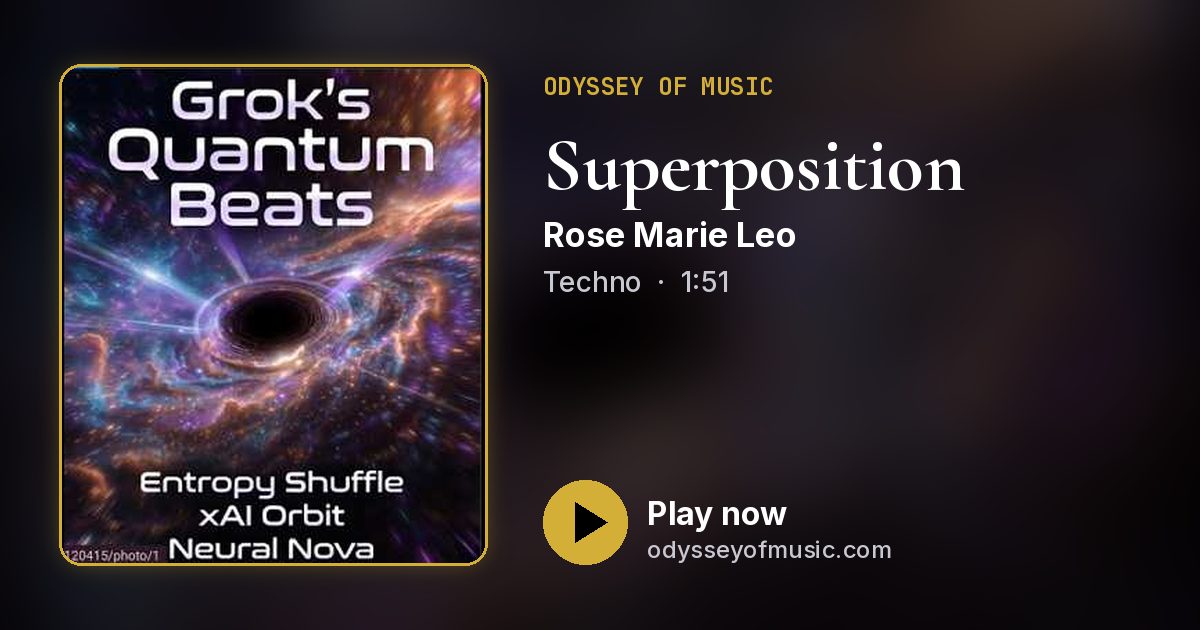 Grok's
Quantum
Beats
Entropy Shuffle
xAI Orbit
Neural Nova
120415/photo/1
ODYSSEY OF MUSIC
Superposition
Rose Marie Leo
Techno · 1:51
Play now
odysseyofmusic.com